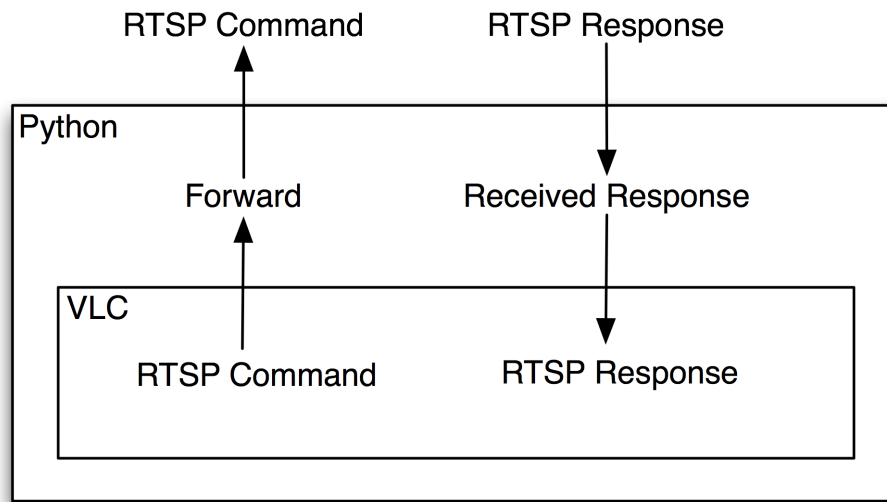 RTSP Command
RTSP Response
Python
Forward
Received Response
VLC
RTSP Command
RTSP Response